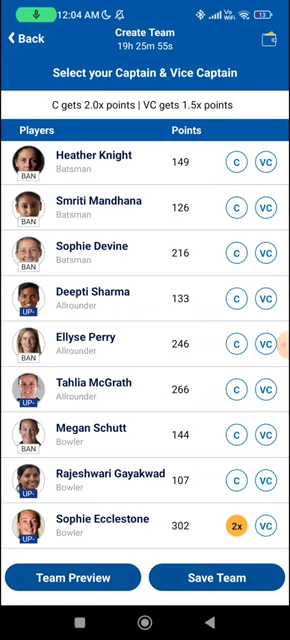 12:04 AM Vo WiFi 13
Back Create Team
19h 25m 55s
Select your Captain & Vice Captain
C gets 2.0x points | VC gets 1.5x points
Players Points
Heather Knight 149 C VC
Batsman
BAN
Smriti Mandhana 126 C VC
Batsman
BAN
Sophie Devine 216 C VC
Batsman
BAN
Deepti Sharma 133 C VC
Allrounder
UP-
Ellyse Perry 246 C VC
Allrounder
BAN
Tahlia McGrath 266 C VC
Allrounder
UP-
Megan Schutt 144 C VC
Bowler
BAN
Rajeshwari Gayakwad 107 C VC
Bowler
UP-
Sophie Ecclestone 302 2x VC
Bowler
UP-
Team Preview Save Team